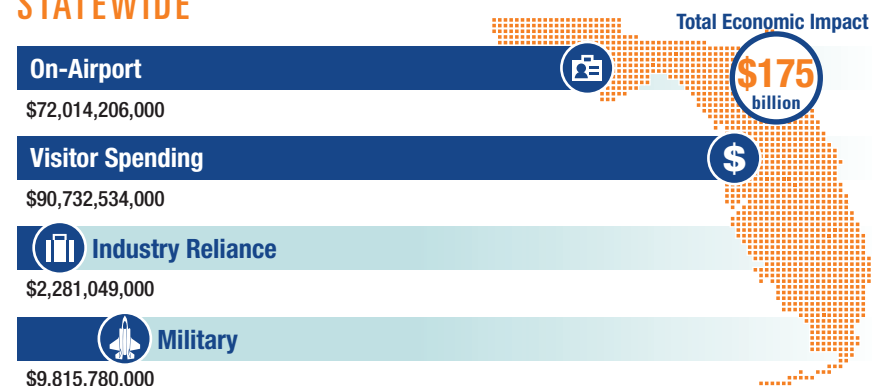 STATEWIDE
Total Economic Impact
$175
billion
On-Airport
$72,014,206,000
Visitor Spending
$
$90,732,534,000
Industry Reliance
$2,281,049,000
Military
$9,815,780,000